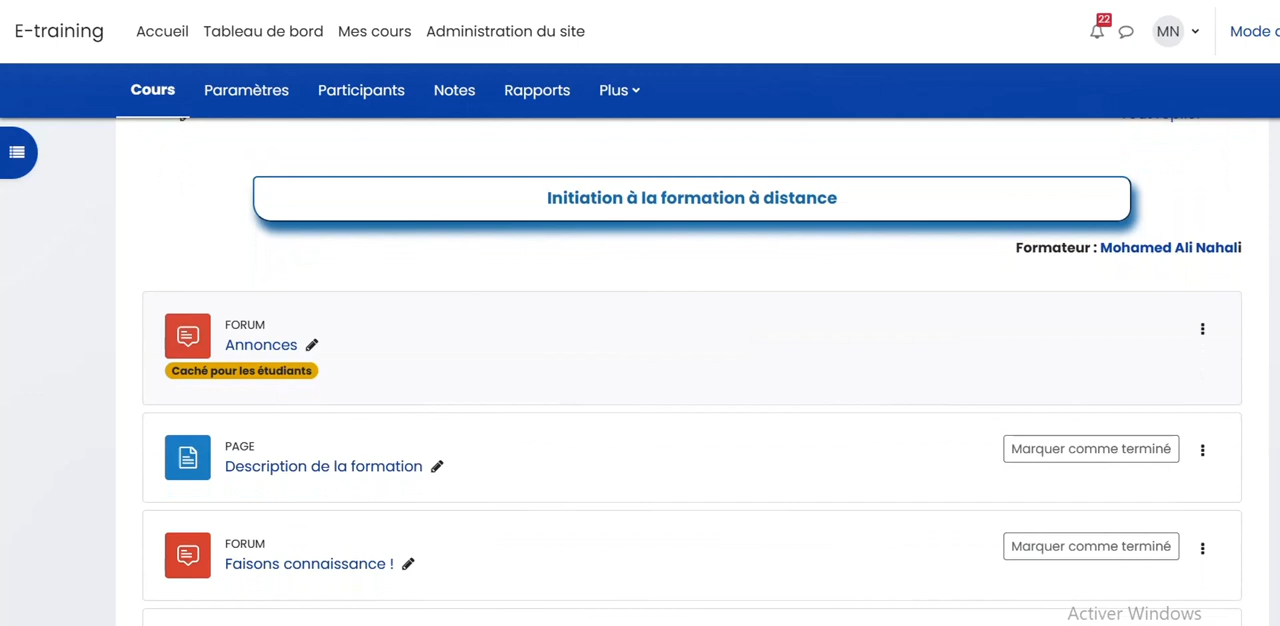 E-training Accueil Tableau de bord Mes cours Administration du site 22 MN Mode
Cours Paramètres Participants Notes Rapports Plus
Initiation à la formation à distance
Formateur : Mohamed Ali Nahali
FORUM
Annonces
Caché pour les étudiants
PAGE
Description de la formation
Marquer comme terminé
FORUM
Faisons connaissance !
Marquer comme terminé
Activer Windows